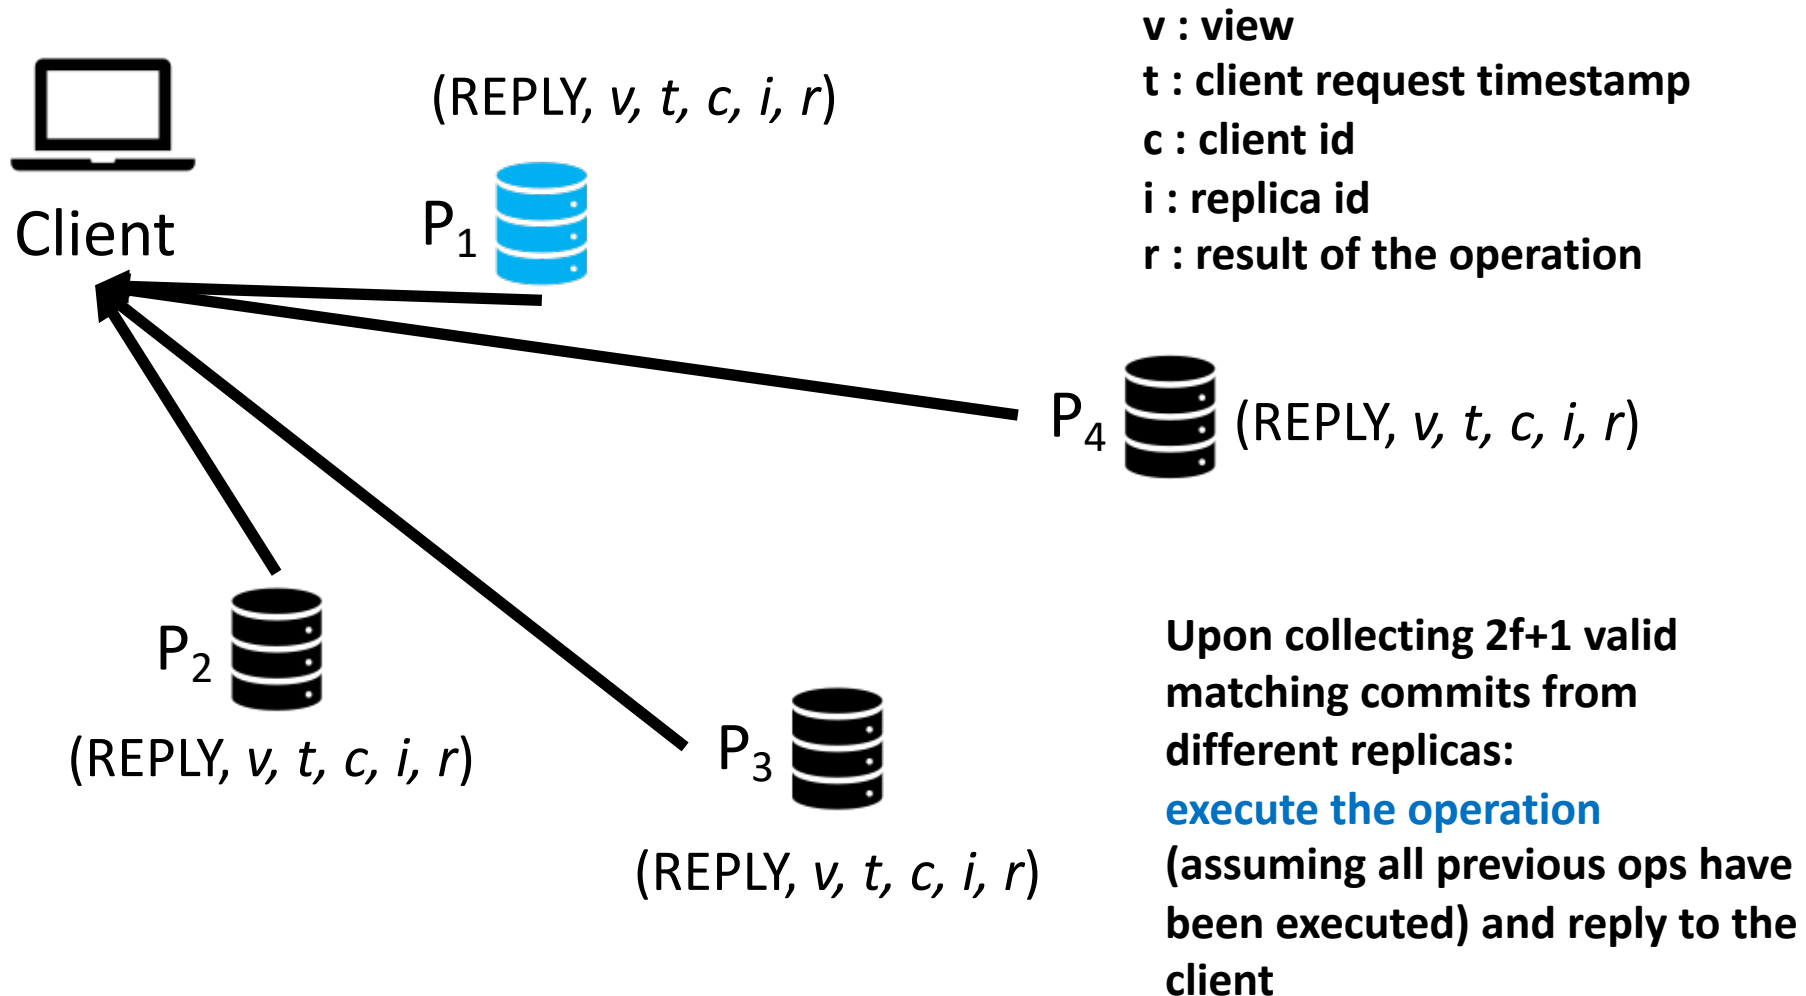 v : view
t : client request timestamp
c : client id
i : replica id
r : result of the operation
(REPLY, v, t, c, i, r)
Client
P1
P4
(REPLY, v, t, c, i, r)
P2
(REPLY, v, t, c, i, r)
P3
(REPLY, v, t, c, i, r)
Upon collecting 2f+1 valid
matching commits from
different replicas:
execute the operation
(assuming all previous ops have
been executed) and reply to the
client